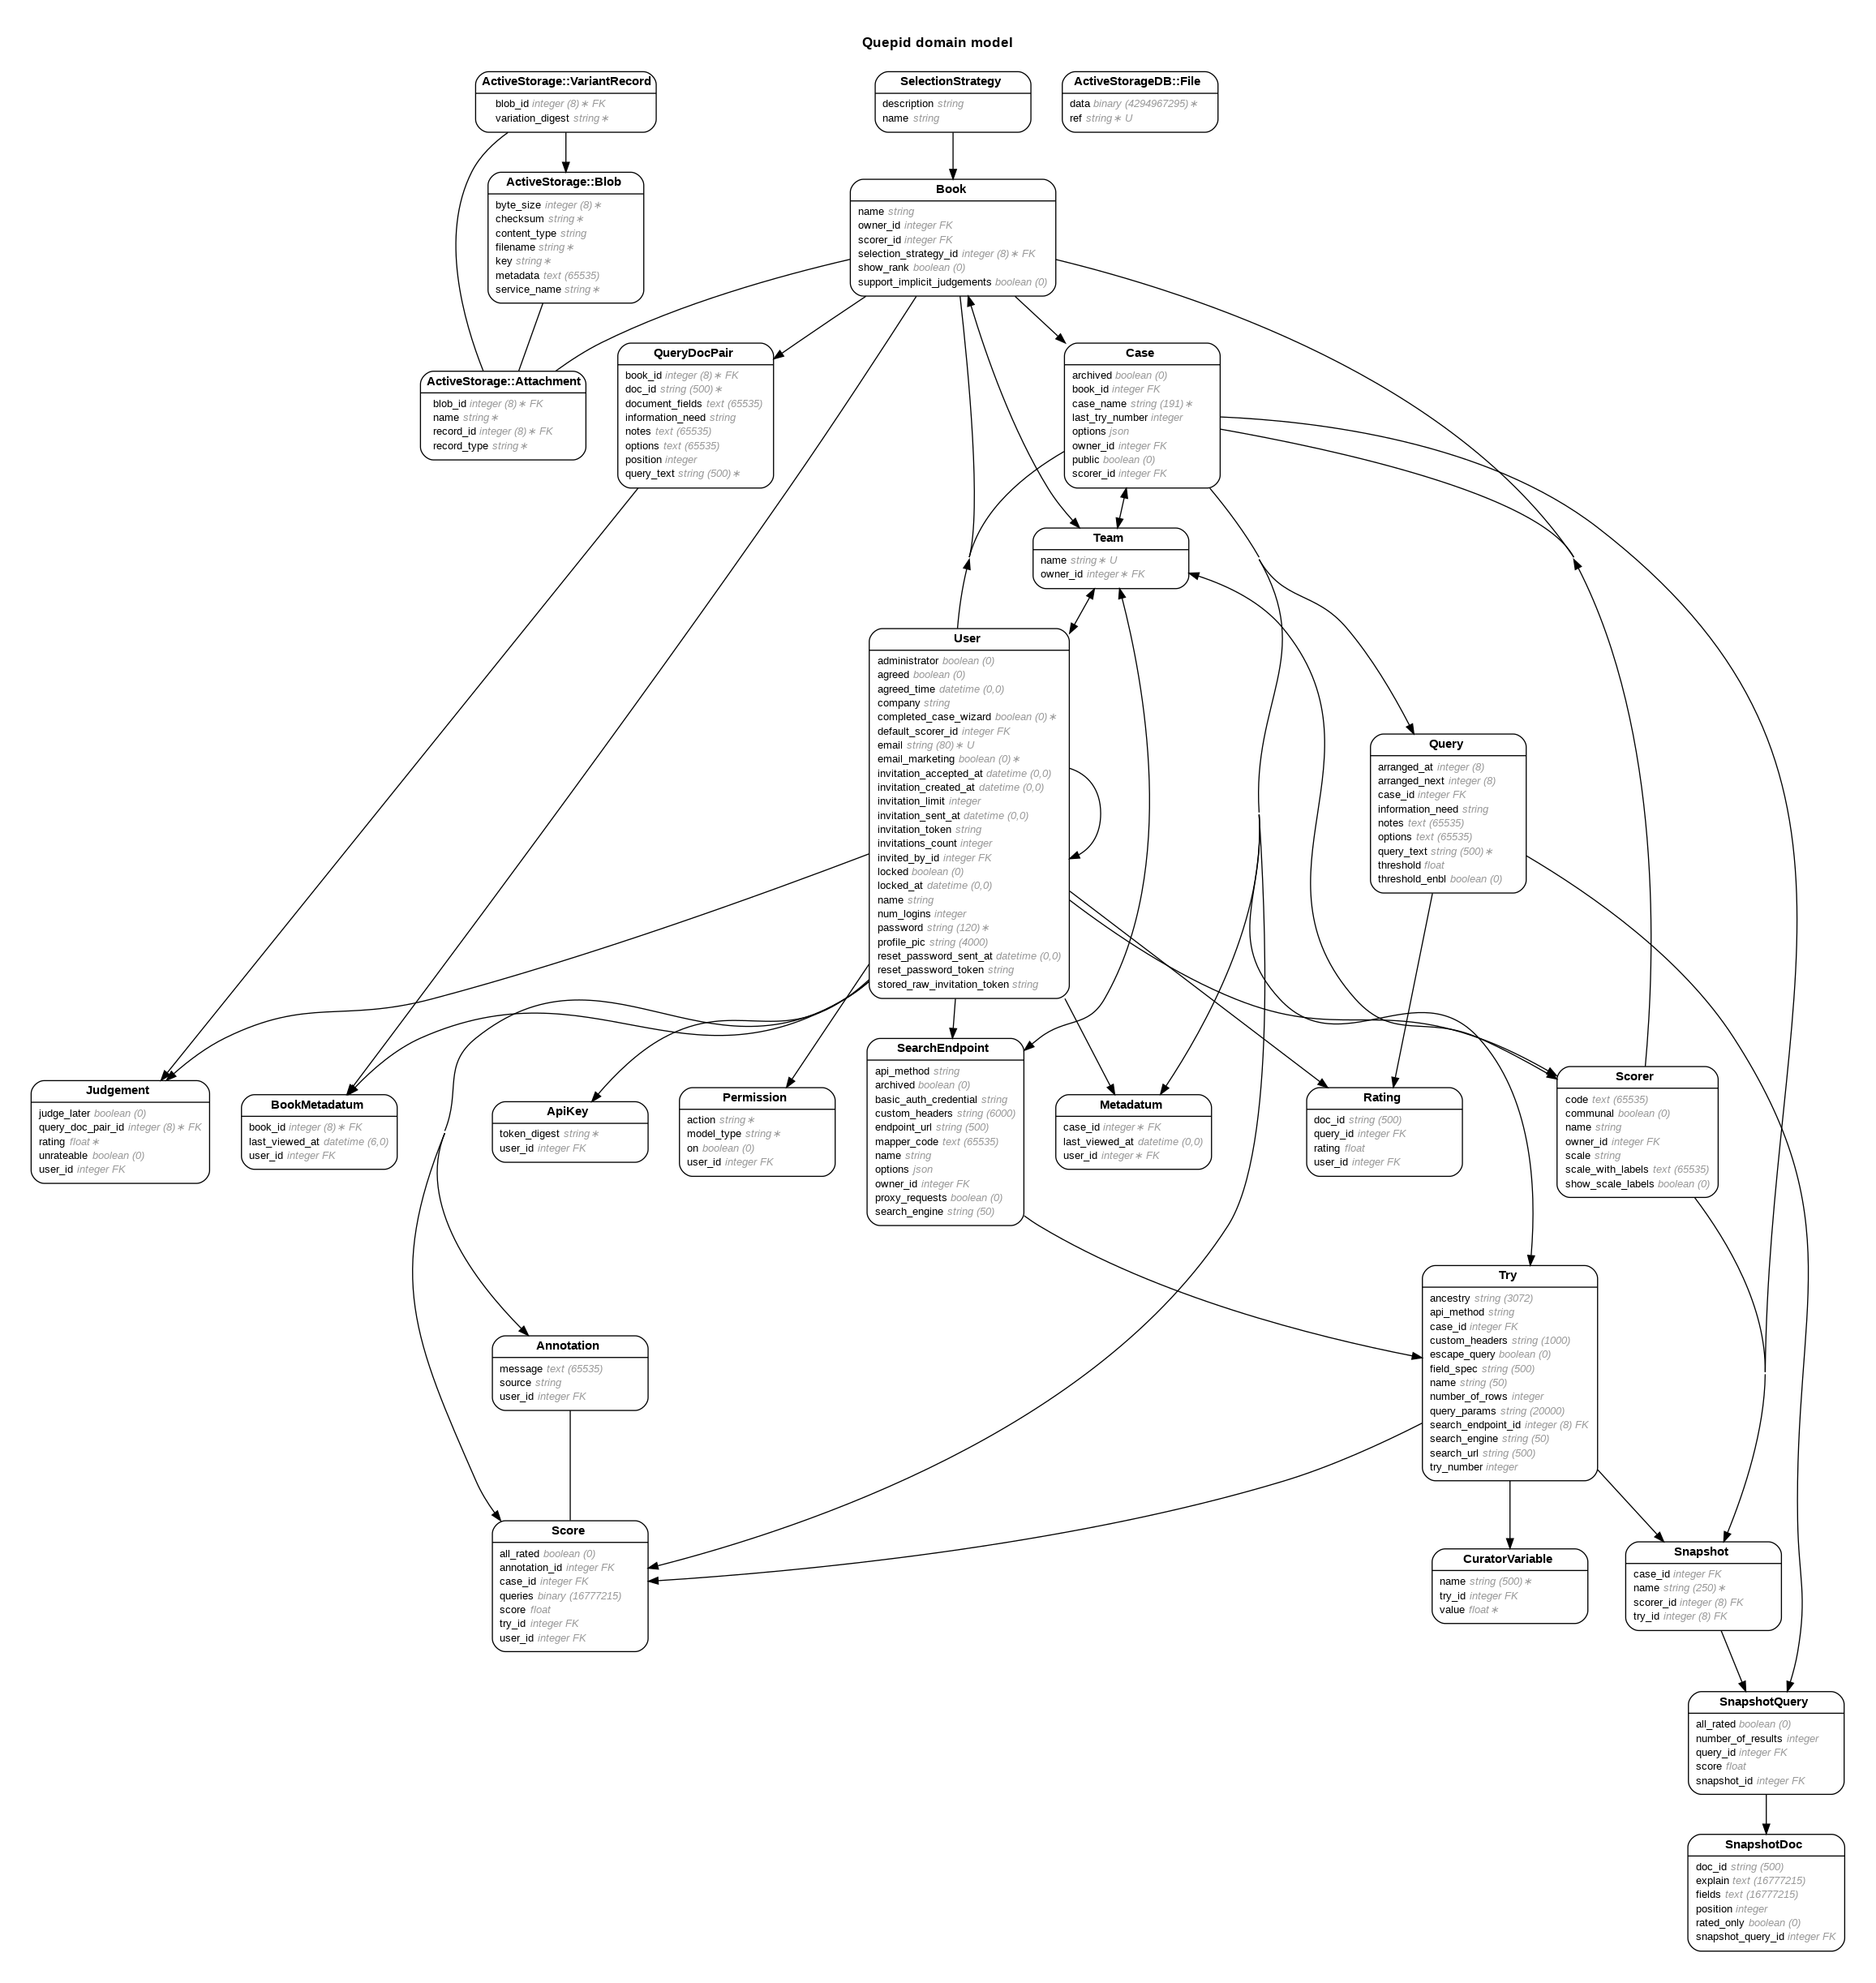 Quepid domain model
ActiveStorage::VariantRecord
blob_id integer (8)∗ FK
variation_digest string∗
SelectionStrategy
description string
name string
ActiveStorageDB::File
data binary (4294967295)∗
ref string∗ U
ActiveStorage::Blob
byte_size integer (8)∗
checksum string∗
content_type string
filename string∗
key string∗
metadata text (65535)
service_name string∗
Book
name string
owner_id integer FK
scorer_id integer FK
selection_strategy_id integer (8)∗ FK
show_rank boolean (0)
support_implicit_judgements boolean (0)
ActiveStorage::Attachment
blob_id integer (8)∗ FK
name string∗
record_id integer (8)∗ FK
record_type string∗
QueryDocPair
book_id integer (8)∗ FK
doc_id string (500)∗
document_fields text (65535)
information_need string
notes text (65535)
options text (65535)
position integer
query_text string (500)∗
Case
archived boolean (0)
book_id integer FK
case_name string (191)∗
last_try_number integer
options json
owner_id integer FK
public boolean (0)
scorer_id integer FK
Team
name string∗ U
owner_id integer∗ FK
User
administrator boolean (0)
agreed boolean (0)
agreed_time datetime (0,0)
company string
completed_case_wizard boolean (0)∗
default_scorer_id integer FK
email string (80)∗ U
email_marketing boolean (0)∗
invitation_accepted_at datetime (0,0)
invitation_created_at datetime (0,0)
invitation_limit integer
invitation_sent_at datetime (0,0)
invitation_token string
invitations_count integer
invited_by_id integer FK
locked boolean (0)
locked_at datetime (0,0)
name string
num_logins integer
password string (120)∗
profile_pic string (4000)
reset_password_sent_at datetime (0,0)
reset_password_token string
stored_raw_invitation_token string
Query
arranged_at integer (8)
arranged_next integer (8)
case_id integer FK
information_need string
notes text (65535)
options text (65535)
query_text string (500)∗
threshold float
threshold_enbl boolean (0)
Judgement
judge_later boolean (0)
query_doc_pair_id integer (8)∗ FK
rating float∗
unrateable boolean (0)
user_id integer FK
BookMetadatum
book_id integer (8)∗ FK
last_viewed_at datetime (6,0)
user_id integer FK
ApiKey
token_digest string∗
user_id integer FK
Permission
action string∗
model_type string∗
on boolean (0)
user_id integer FK
SearchEndpoint
api_method string
archived boolean (0)
basic_auth_credential string
custom_headers string (6000)
endpoint_url string (500)
mapper_code text (65535)
name string
options json
owner_id integer FK
proxy_requests boolean (0)
search_engine string (50)
Metadatum
case_id integer∗ FK
last_viewed_at datetime (0,0)
user_id integer∗ FK
Rating
doc_id string (500)
query_id integer FK
rating float
user_id integer FK
Scorer
code text (65535)
communal boolean (0)
name string
owner_id integer FK
scale string
scale_with_labels text (65535)
show_scale_labels boolean (0)
Try
ancestry string (3072)
api_method string
case_id integer FK
custom_headers string (1000)
escape_query boolean (0)
field_spec string (500)
name string (50)
number_of_rows integer
query_params string (20000)
search_endpoint_id integer (8) FK
search_engine string (50)
search_url string (500)
try_number integer
Annotation
message text (65535)
source string
user_id integer FK
Score
all_rated boolean (0)
annotation_id integer FK
case_id integer FK
queries binary (16777215)
score float
try_id integer FK
user_id integer FK
CuratorVariable
name string (500)∗
try_id integer FK
value float∗
Snapshot
case_id integer FK
name string (250)∗
scorer_id integer (8) FK
try_id integer (8) FK
SnapshotQuery
all_rated boolean (0)
number_of_results integer
query_id integer FK
score float
snapshot_id integer FK
SnapshotDoc
doc_id string (500)
explain text (16777215)
fields text (16777215)
position integer
rated_only boolean (0)
snapshot_query_id integer FK